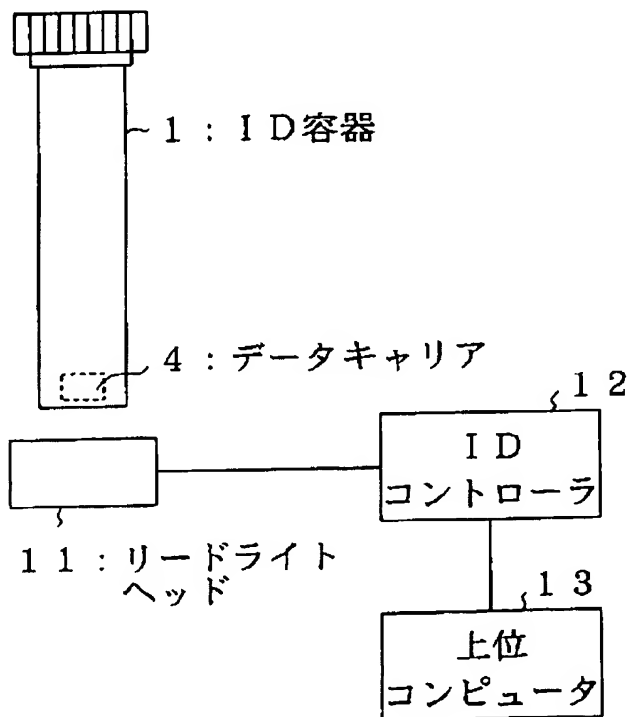 1：ID容器
4：データキャリア
12
ID
コントローラ
11：リードライト
ヘッド
13
上位
コンピュータ